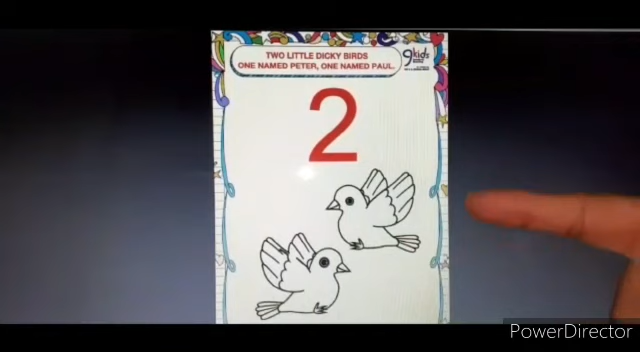 TWO LITTLE DICKY BIRDS
ONE NAMED PETER, ONE NAMED PAUL.
9kids
2
PowerDirector